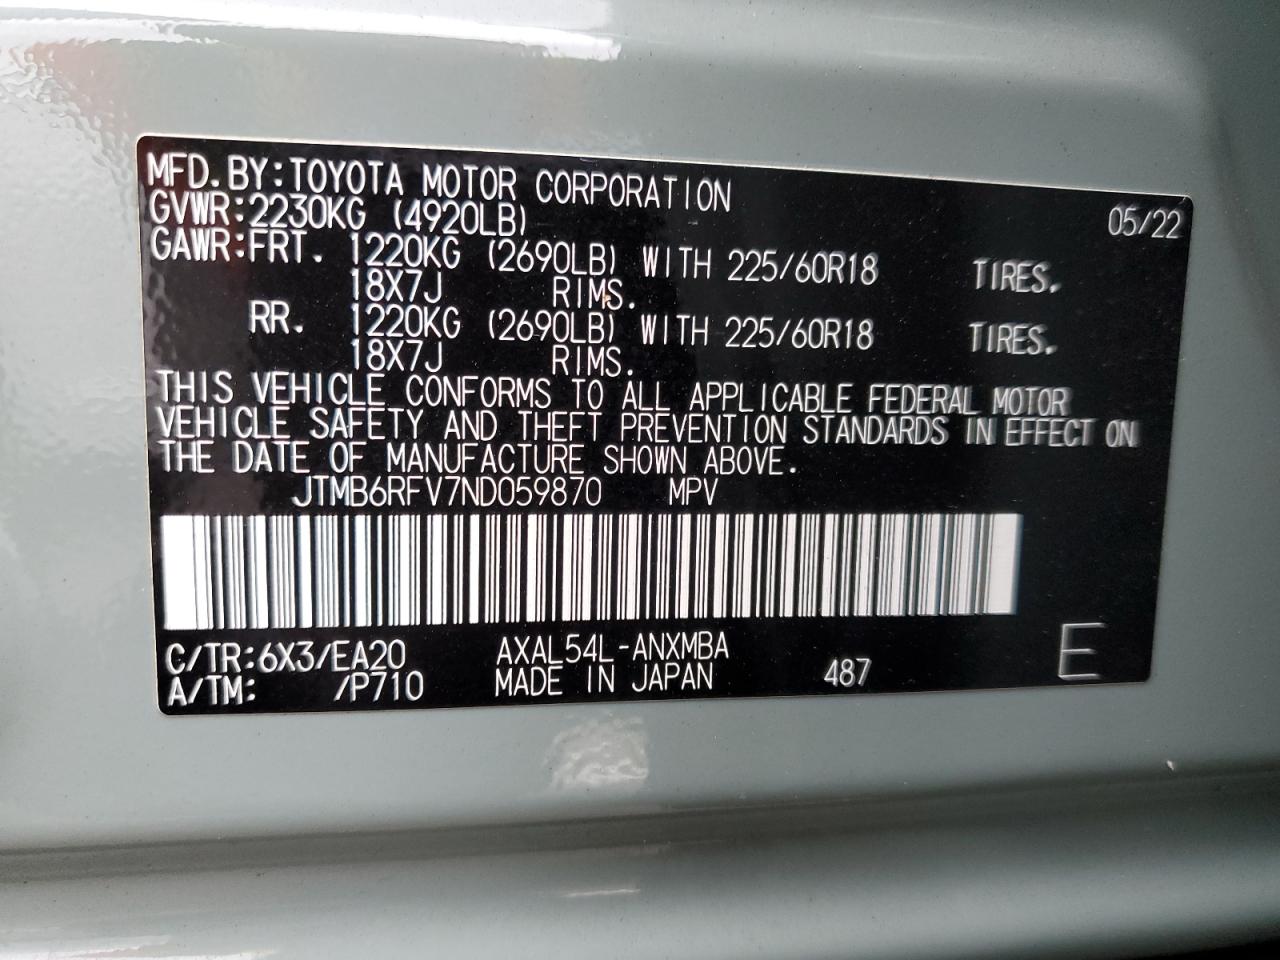 MFD. BY: TOYOTA MOTOR CORPORATION 05/22
GVWR: 2230KG (4920LB)
GAWR: FRT. 1220KG (2690LB) WITH 225/60R18 TIRES.
18X7J RIMS.
RR. 1220KG (2690LB) WITH 225/60R18 TIRES.
18X7J RIMS.
THIS VEHICLE CONFORMS TO ALL APPLICABLE FEDERAL MOTOR
VEHICLE SAFETY AND THEFT PREVENTION STANDARDS IN EFFECT ON
THE DATE OF MANUFACTURE SHOWN ABOVE.
JTMB6RFV7ND059870 MPV
C/TR: 6X3/EA20 AXAL54L-ANXMBA
A/TM: /P710 MADE IN JAPAN 487 E